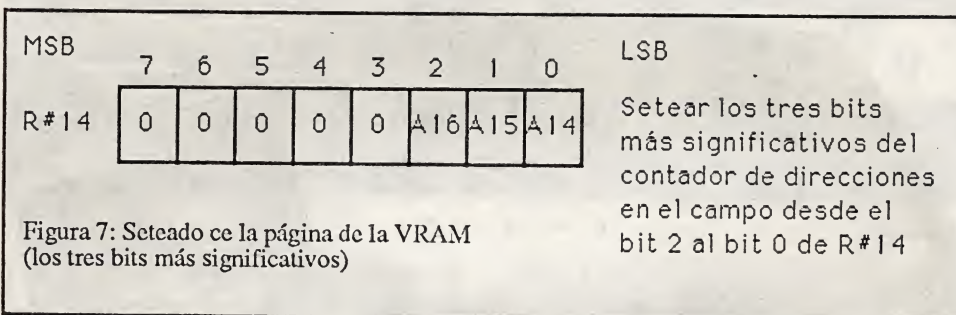 MSB
7 6 5 4 3 2 1 0
R#14 0 0 0 0 0 A16 A15 A14
Figura 7: Seteado ce la página de la VRAM
(los tres bits más significativos)
LSB
Setear los tres bits
más significativos del
contador de direcciones
en el campo desde el
bit 2 al bit 0 de R#14